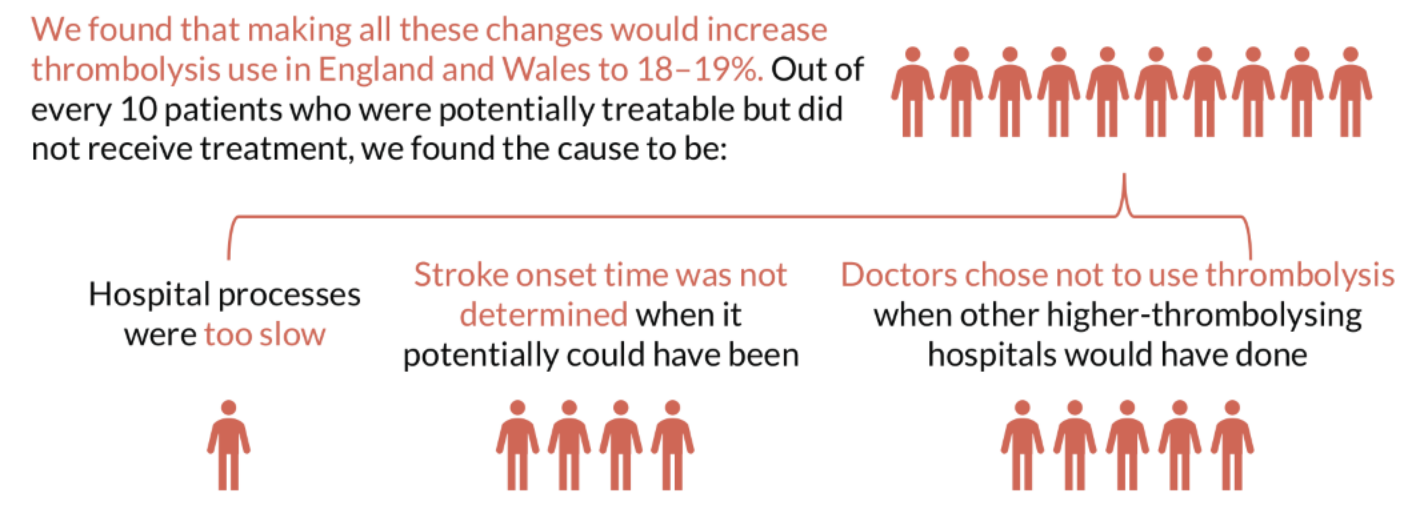 We found that making all these changes would increase
thrombolysis use in England and Wales to 18–19%. Out of
every 10 patients who were potentially treatable but did
not receive treatment, we found the cause to be:
Hospital processes
were too slow
Stroke onset time was not
determined when it
potentially could have been
Doctors chose not to use thrombolysis
when other higher-thrombolysing
hospitals would have done